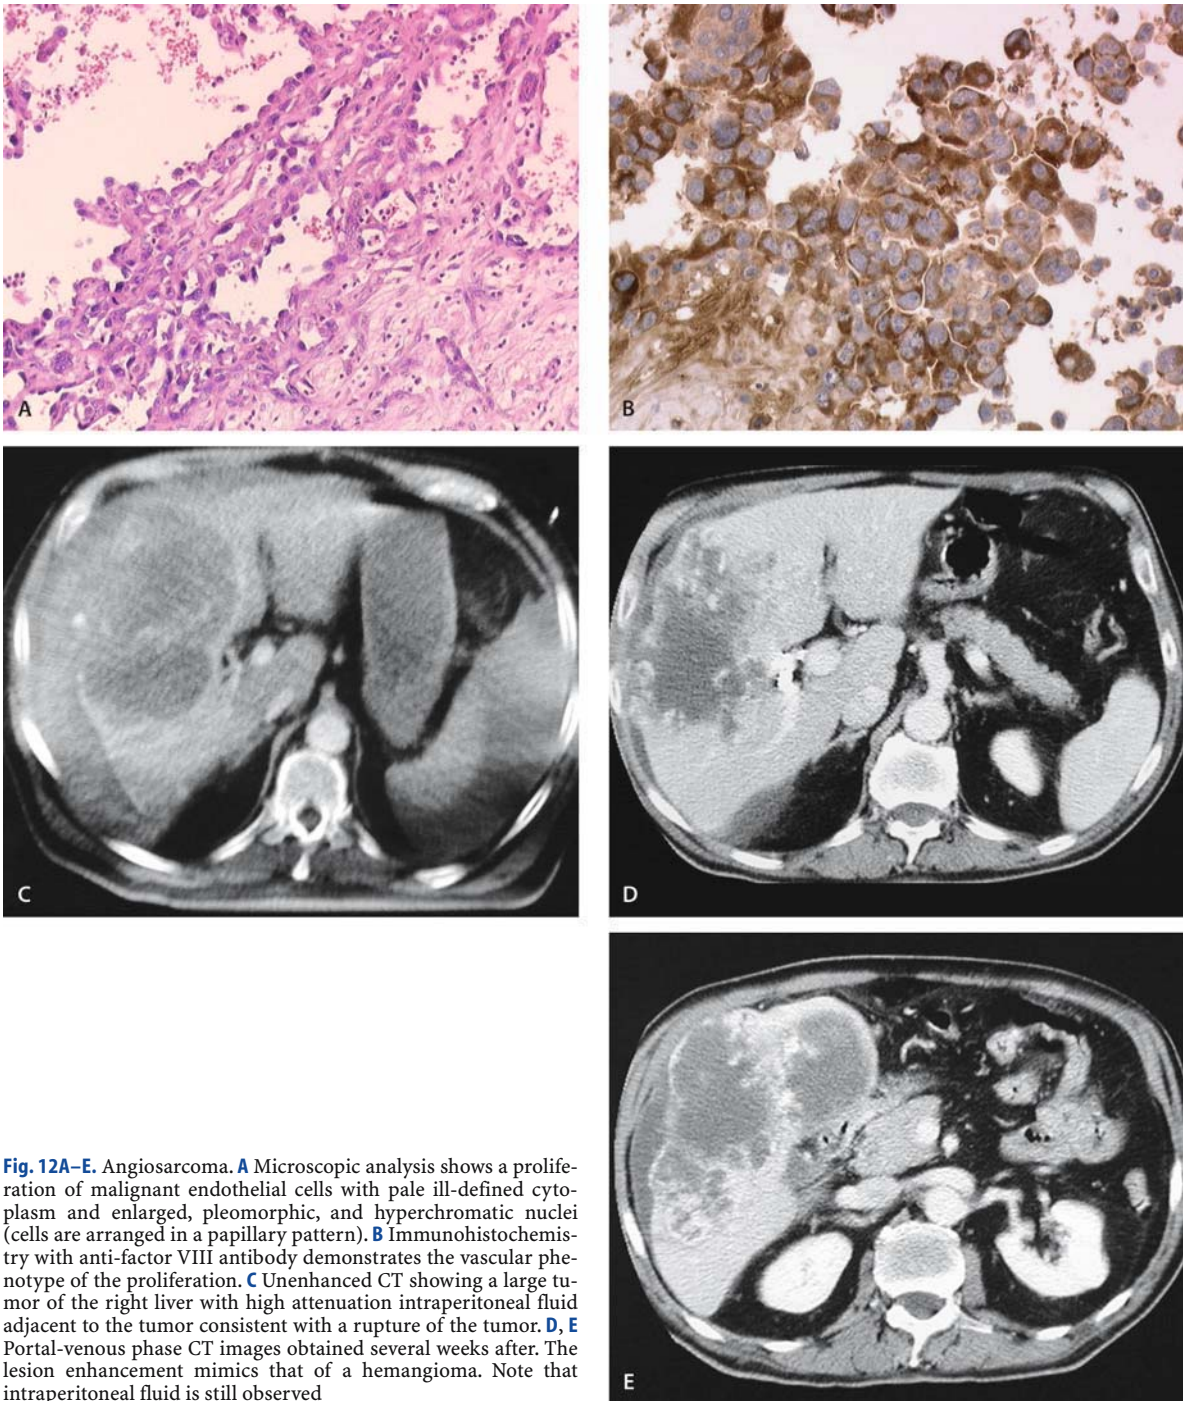 A
B
C
D
Fig. 12A–E. Angiosarcoma. A Microscopic analysis shows a prolife-
ration of malignant endothelial cells with pale ill-defined cyto-
plasm and enlarged, pleomorphic, and hyperchromatic nuclei
(cells are arranged in a papillary pattern). B Immunohistochemis-
try with anti-factor VIII antibody demonstrates the vascular phe-
notype of the proliferation. C Unenhanced CT showing a large tu-
mor of the right liver with high attenuation intraperitoneal fluid
adjacent to the tumor consistent with a rupture of the tumor. D, E
Portal-venous phase CT images obtained several weeks after. The
lesion enhancement mimics that of a hemangioma. Note that
intraperitoneal fluid is still observed
E